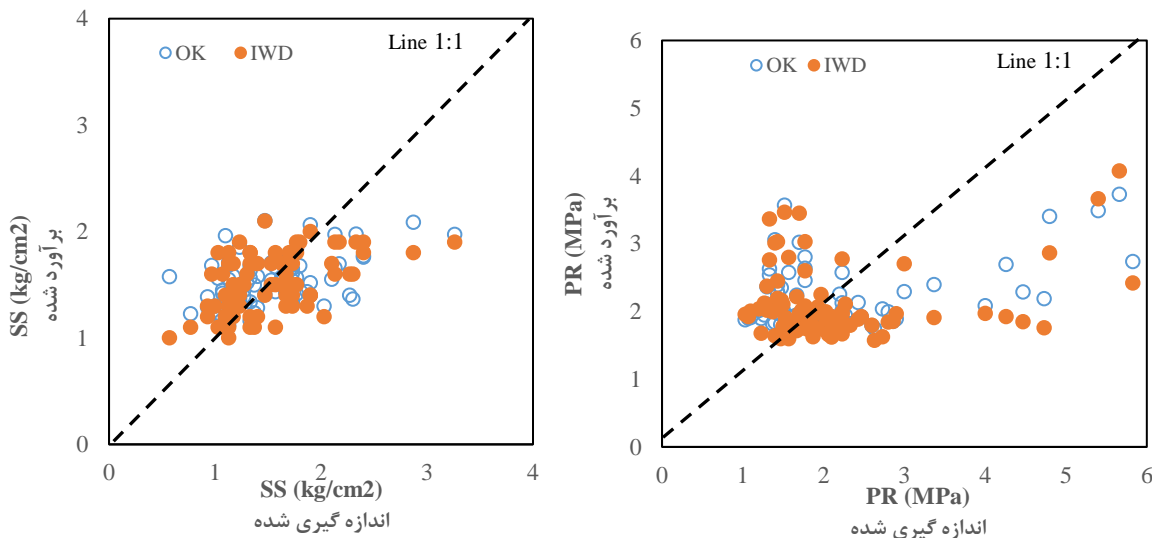 4
3
2
1
0
OK IWD
Line 1:1
SS (kg/cm2)
برآورد شده
0 1 2 3 4
SS (kg/cm2)
اندازه گیری شده
6
5
4
3
2
1
0
OK IWD
Line 1:1
PR (MPa)
برآورد شده
0 1 2 3 4 5 6
PR (MPa)
اندازه گیری شده